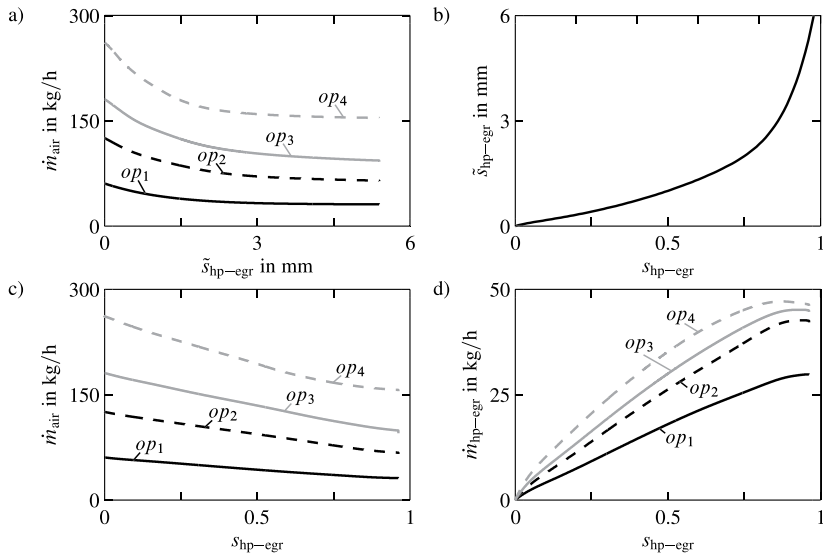 a)
300
150
0
ṁair in kg/h
op4
op3
op2
op1
0
3
6
s̃hp−egr in mm
b)
6
3
0
s̃hp−egr in mm
0
0.5
1
shp−egr
c)
300
150
0
ṁair in kg/h
op4
op3
op2
op1
0
0.5
1
shp−egr
d)
50
25
0
ṁhp−egr in kg/h
op4
op3
op2
op1
0
0.5
1
shp−egr